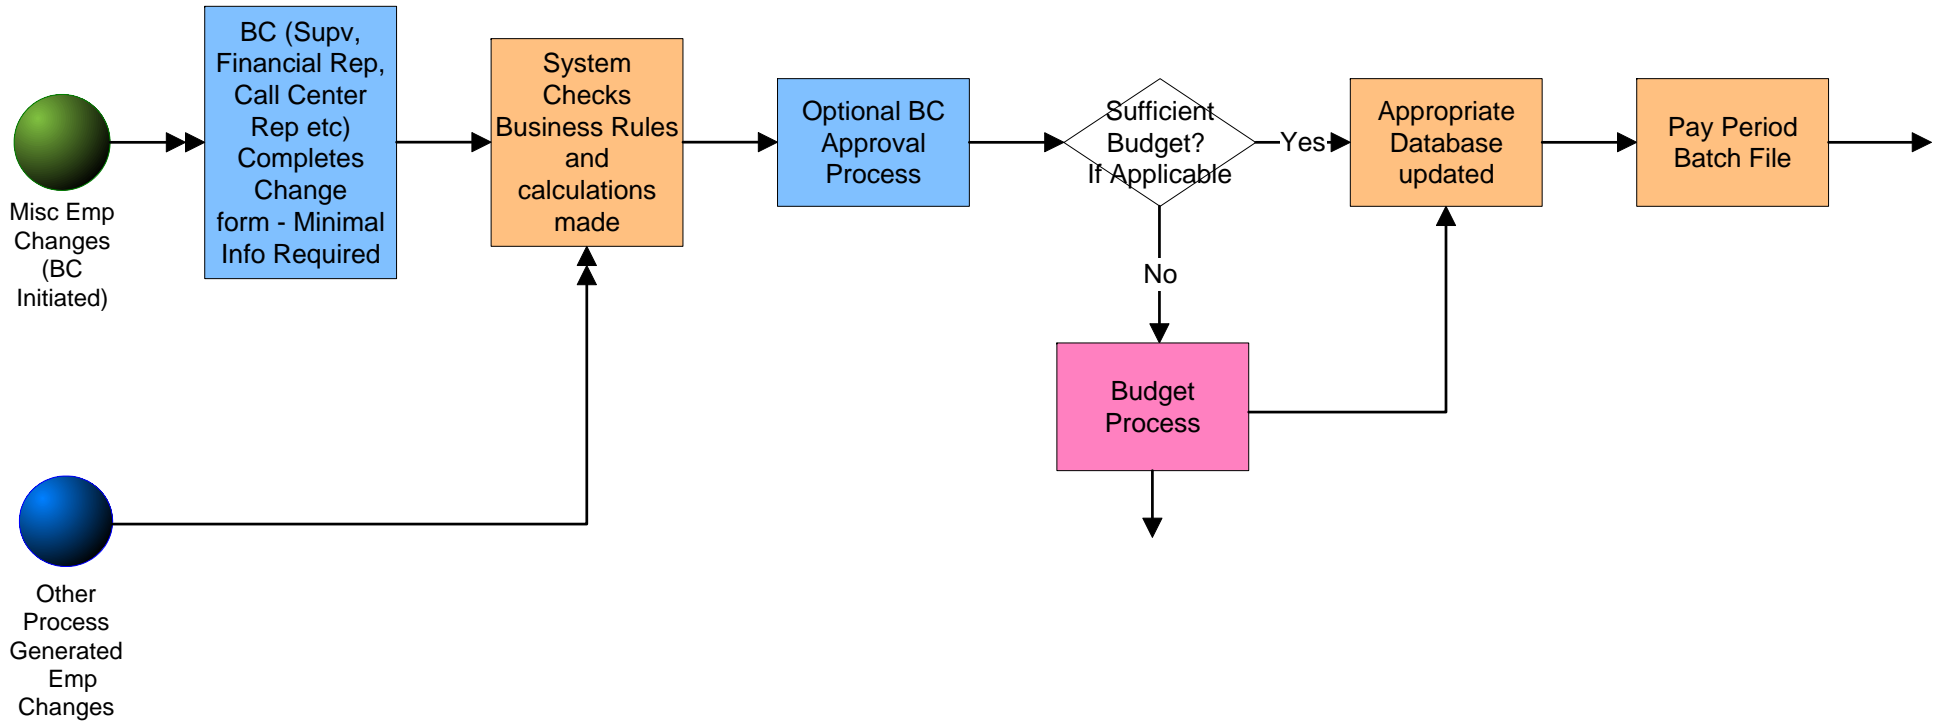 Misc Emp
Changes
(BC
Initiated)
BC (Supv,
Financial Rep,
Call Center
Rep etc)
Completes
Change
form - Minimal
Info Required
System
Checks
Business Rules
and
calculations
made
Optional BC
Approval
Process
Sufficient
Budget?
If Applicable
Yes
Appropriate
Database
updated
Pay Period
Batch File
No
Budget
Process
Other
Process
Generated
Emp
Changes